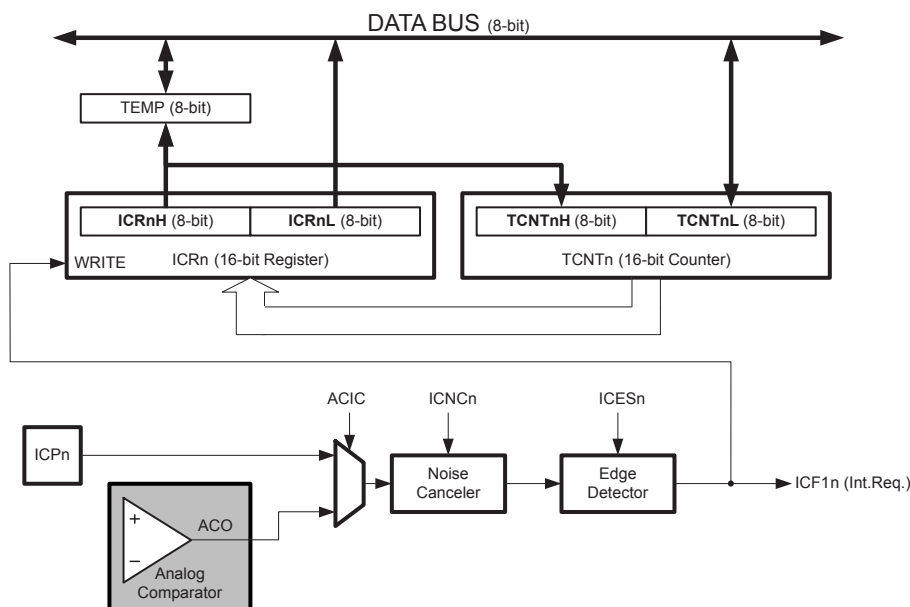 DATA BUS (8-bit)
TEMP (8-bit)
ICRnH (8-bit) ICRnL (8-bit) TCNTnH (8-bit) TCNTnL (8-bit)
WRITE ICRn (16-bit Register) TCNTn (16-bit Counter)
ACIC ICNCn ICESn
ICPn
Noise
Canceler
Edge
Detector
ICF1n (Int.Req.)
+
−
ACO
Analog
Comparator